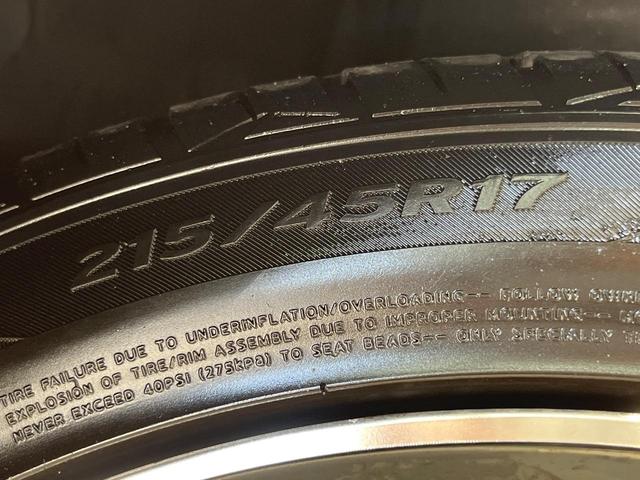 215/45R17
TIRE FAILURE DUE TO UNDERINFLATION/OVERLOADING-- FOLLOW OWNE
EXPLOSION OF TIRE/RIM ASSEMBLY DUE TO IMPROPER MOUNTING--
NEVER EXCEED 40PSI (275kPa) TO SEAT BEADS-- ONLY SPECIALLY